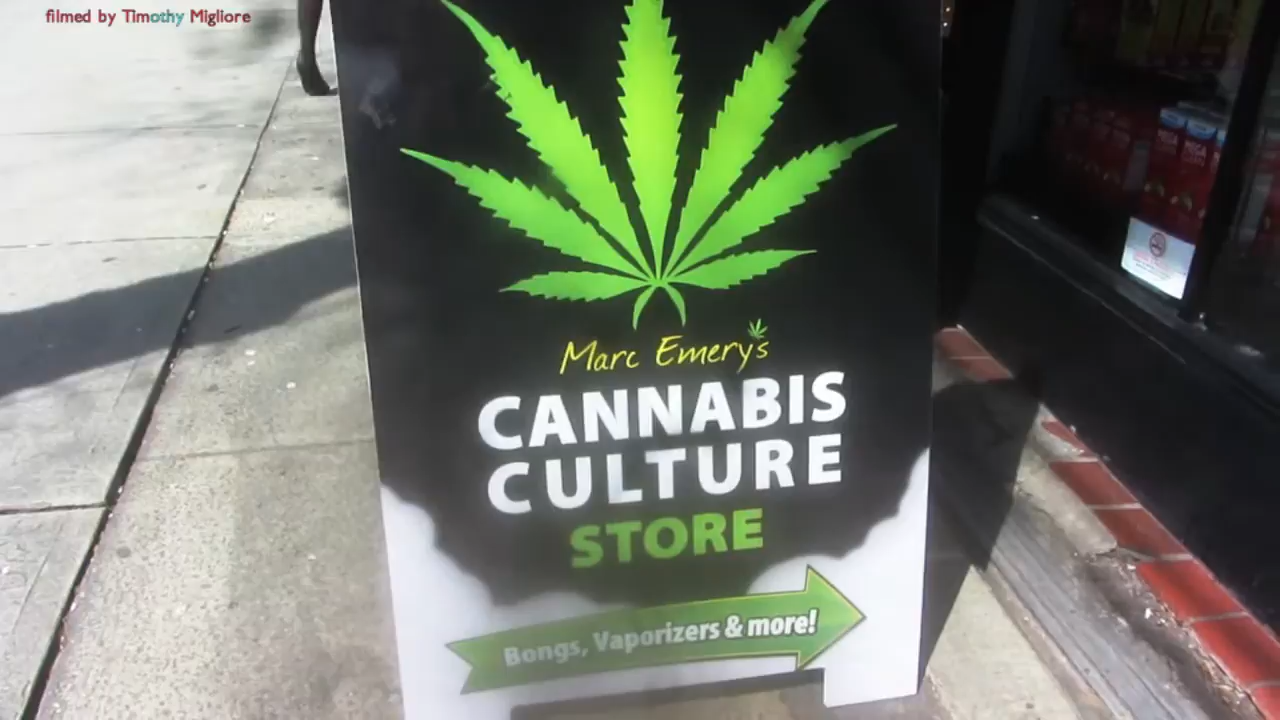 filmed by Timothy Migliore
Marc Emery's
CANNABIS
CULTURE
STORE
Bongs, Vaporizers & more!